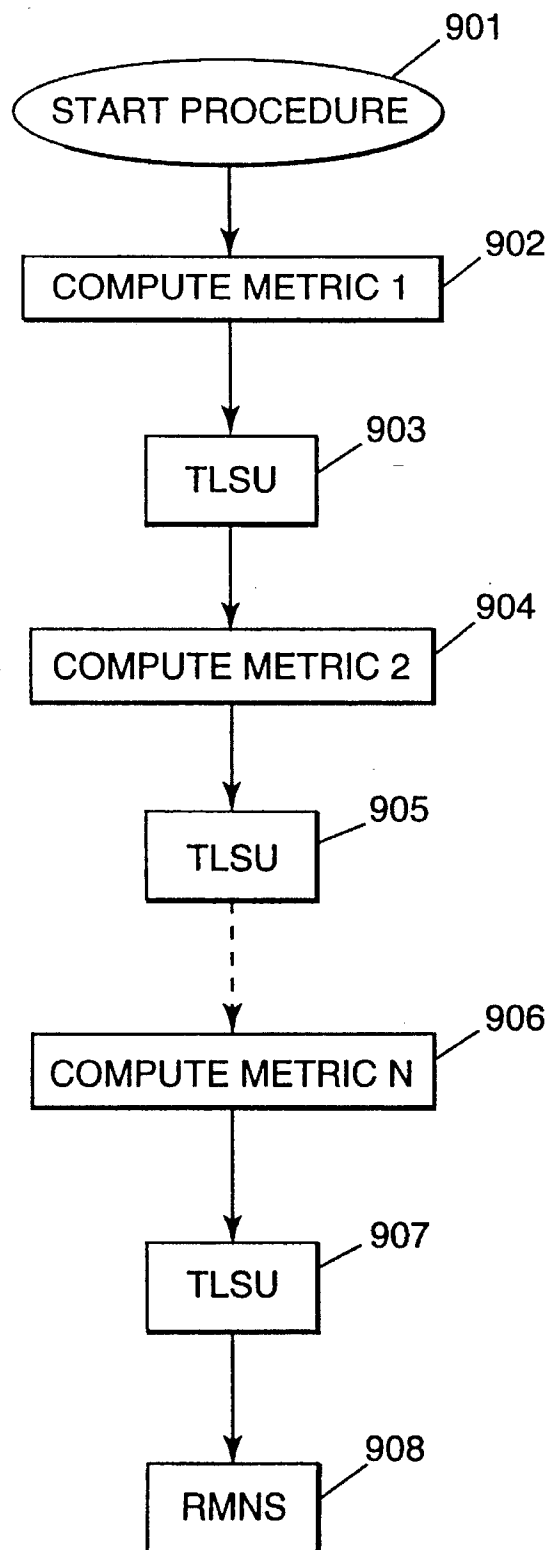 901
START PROCEDURE
902
COMPUTE METRIC 1
903
TLSU
904
COMPUTE METRIC 2
905
TLSU
906
COMPUTE METRIC N
907
TLSU
908
RMNS